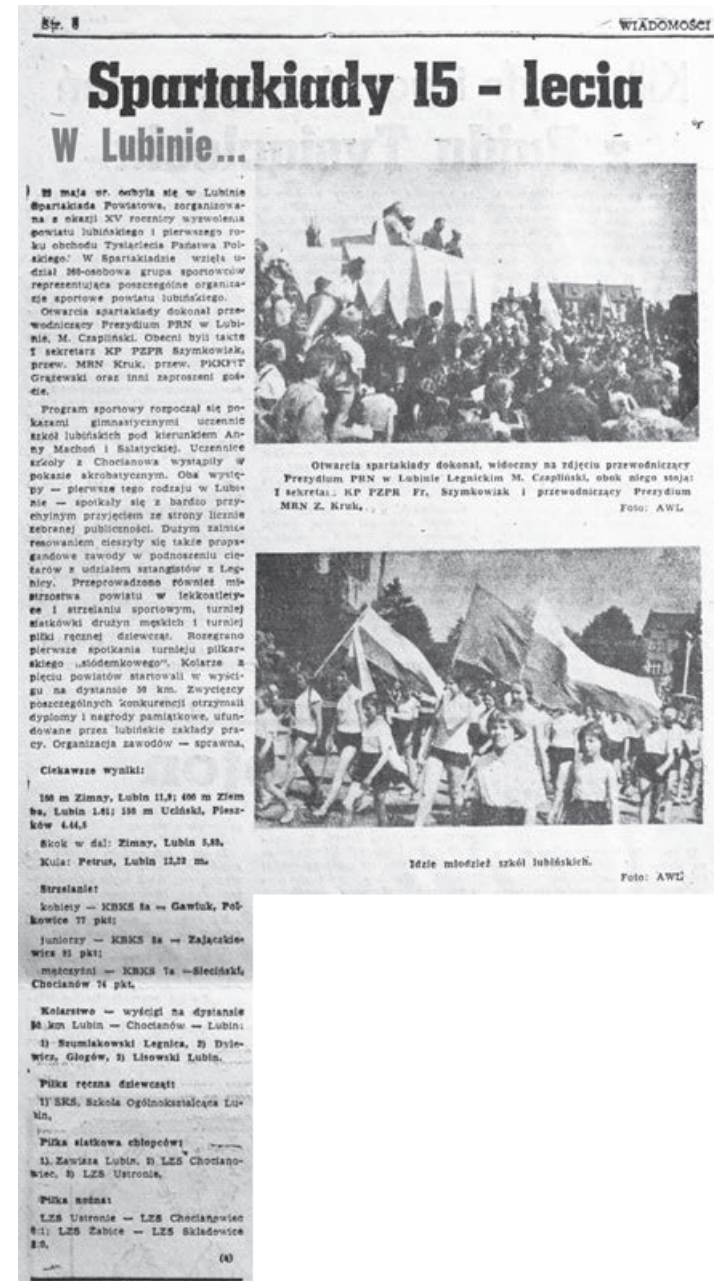 Str. 8
WIADOMOŚCI
Spartakiady 15 - lecia
W Lubinie...
maja br. odbyła się w Lubinie
Spartakiada Powiatowa, zorganizowa-
na z okazji XV rocznicy wyzwolenia
powiatu lubińskiego i pierwszego ro-
ku obchodu Tysiąclecia Państwa Pol-
skiego. W Spartakiadzie wzięła u-
dział 360-osobowa grupa sportowców
reprezentująca poszczególne organiza-
cje sportowe powiatu lubińskiego.
Otwarcia spartakiady dokonał prze-
wodniczący Prezydium PRN w Lubi-
nie, M. Czapliński. Obecni byli także
I sekretarz KP PZPR Szymkowiak,
przew. MRN Kruk, przew. PKKFiT
Grążewski oraz inni zaproszeni goś-
cie.
Program sportowy rozpoczął się po-
kazami gimnastycznymi uczennic
szkół lubińskich pod kierunkiem An-
ny Machoń i Sałatyckiej. Uczennice
szkoły z Chocianowa wystąpiły w
pokazie akrobatycznym. Oba wystę-
py — pierwsze tego rodzaju w Lubi-
nie — spotkały się z bardzo przy-
chylnym przyjęciem ze strony licznie
zebranej publiczności. Dużym zainte-
resowaniem cieszyły się także propa-
gandowe zawody w podnoszeniu cię-
żarów z udziałem sztangistów z Leg-
nicy. Przeprowadzono również mi-
strzostwa powiatu w lekkoatlety-
ce i strzelaniu sportowym, turniej
siatkówki drużyn męskich i turniej
piłki ręcznej dziewcząt. Rozegrano
pierwsze spotkania turnieju piłkar-
skiego „siódemkowego". Kolarze z
pięciu powiatów startowali w wyści-
gu na dystansie 50 km. Zwycięzcy
poszczególnych konkurencji otrzymali
dyplomy i nagrody pamiątkowe, ufun-
dowane przez lubińskie zakłady pra-
cy. Organizacja zawodów — sprawna.
Ciekawsze wyniki:
100 m Zimny, Lubin 11,9; 400 m Ziem
ba, Lubin 1.01; Uciński, Piesz-
ków 4.44,5
Skok w dal: Zimny, Lubin
Kula: Petrus, Lubin m.
Strzelanie:
kobiety — KBKS 8a — Gawluk, Pol-
kowice 77 pkt;
juniorzy — KBKS 8a — Zajączkie-
wicz 91 pkt;
mężczyźni — KBKS 7a — Sieciński,
Chocianów 74 pkt.
Kolarstwo — wyścigi na dystansie
50 km Lubin — Chocianów — Lubin:
1) Szumiakowski Legnica, 2) Dyle-
wicz, Głogów, 3) Lisowski Lubin.
Piłka ręczna dziewcząt:
1) SKS, Szkoła Ogólnokształcąca Lu-
bin.
Piłka siatkowa chłopców:
1). Zawisza Lubin, 2) LZS Chociano-
wiec, 3) LZS Ustronie.
Piłka nożna:
LZS Ustronie — LZS Chocianowiec
LZS Żabice — LZS Składowice
Otwarcia spartakiady dokonał, widoczny na zdjęciu przewodniczący
Prezydium PRN w Lubinie Legnickim M. Czapliński, obok niego stoją:
I sekretarz KP PZPR Fr. Szymkowiak i przewodniczący Prezydium
MRN Z. Kruk.
Foto: AWL
Idzie młodzież szkół lubińskich.
Foto: AWL